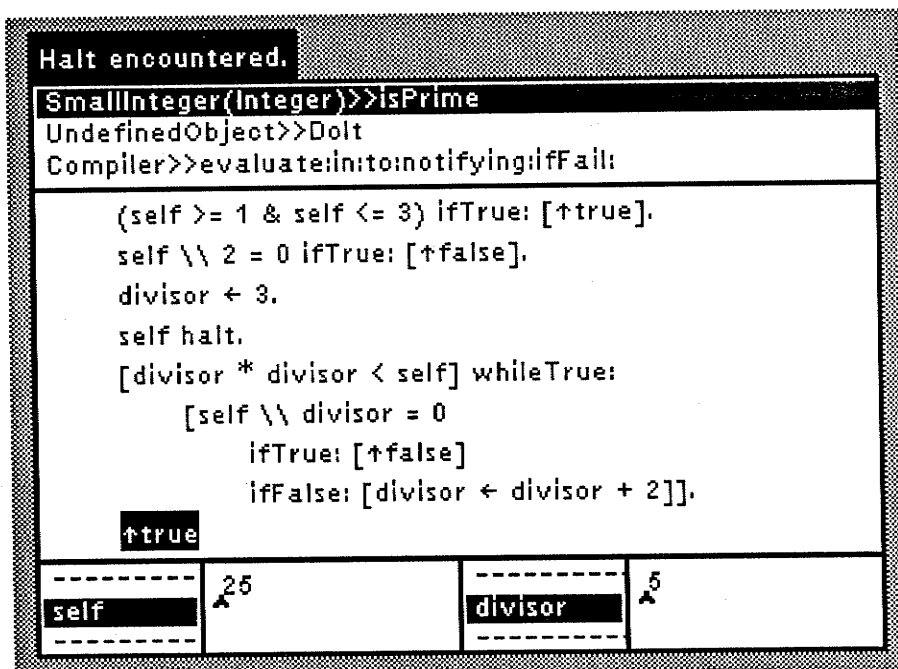 Halt encountered.
SmallInteger(Integer)>>isPrime
UndefinedObject>>DoIt
Compiler>>evaluate:in:to:notifying:ifFail:
(self >= 1 & self <= 3) ifTrue: [↑true].
self \\ 2 = 0 ifTrue: [↑false].
divisor ← 3.
self halt.
[divisor * divisor < self] whileTrue:
[self \\ divisor = 0
ifTrue: [↑false]
ifFalse: [divisor ← divisor + 2]].
↑true
---------- 25 ---------- 5
self divisor
---------- ----------